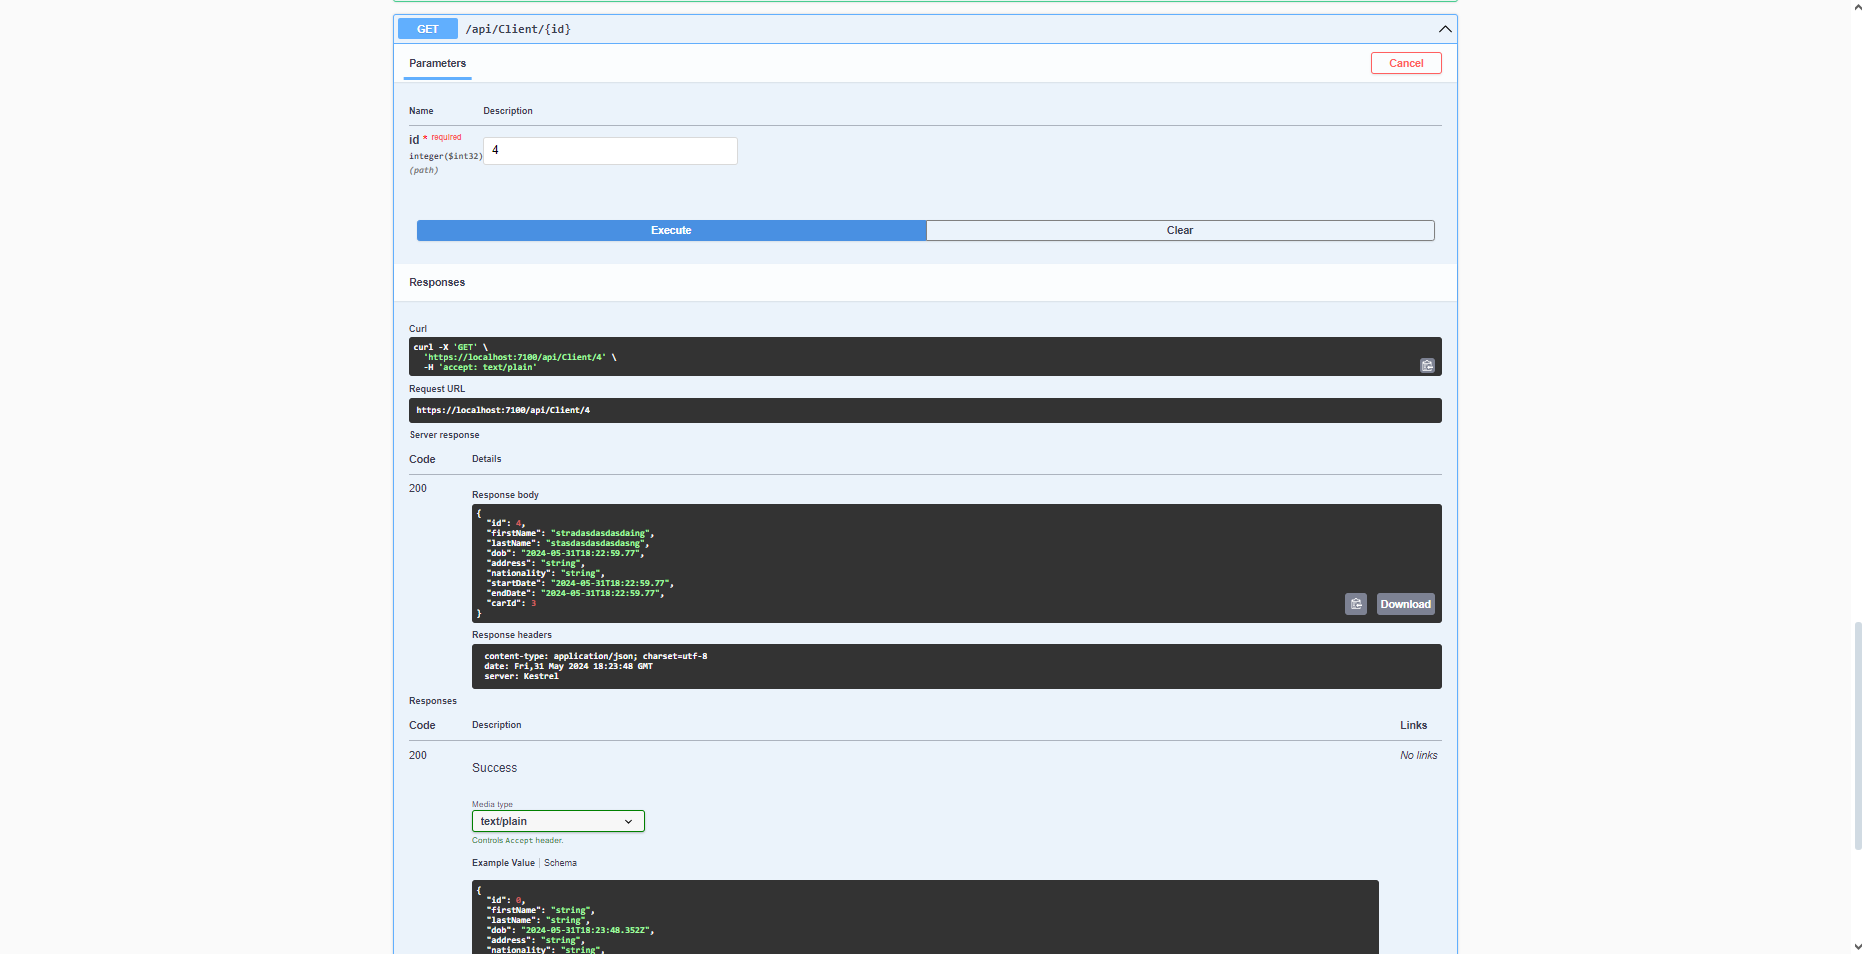 GET /api/Client/{id}
Parameters
Cancel
Name Description
id * required
integer($int32)
(path)
4
Execute Clear
Responses
Curl
curl -X 'GET' \
'https://localhost:7100/api/Client/4' \
-H 'accept: text/plain'
Request URL
https://localhost:7100/api/Client/4
Server response
Code Details
200
Response body
{
"id": 4,
"firstName": "stradasdasdasdaing",
"lastName": "stasdasdasdasdasng",
"dob": "2024-05-31T18:22:59.77",
"address": "string",
"nationality": "string",
"startDate": "2024-05-31T18:22:59.77",
"endDate": "2024-05-31T18:22:59.77",
"carId": 3
}
Download
Response headers
content-type: application/json; charset=utf-8
date: Fri,31 May 2024 18:23:48 GMT
server: Kestrel
Responses
Code Description Links
200 No links
Success
Media type
text/plain
Controls Accept header.
Example Value Schema
{
"id": 0,
"firstName": "string",
"lastName": "string",
"dob": "2024-05-31T18:23:48.352Z",
"address": "string",
"nationality": "string",